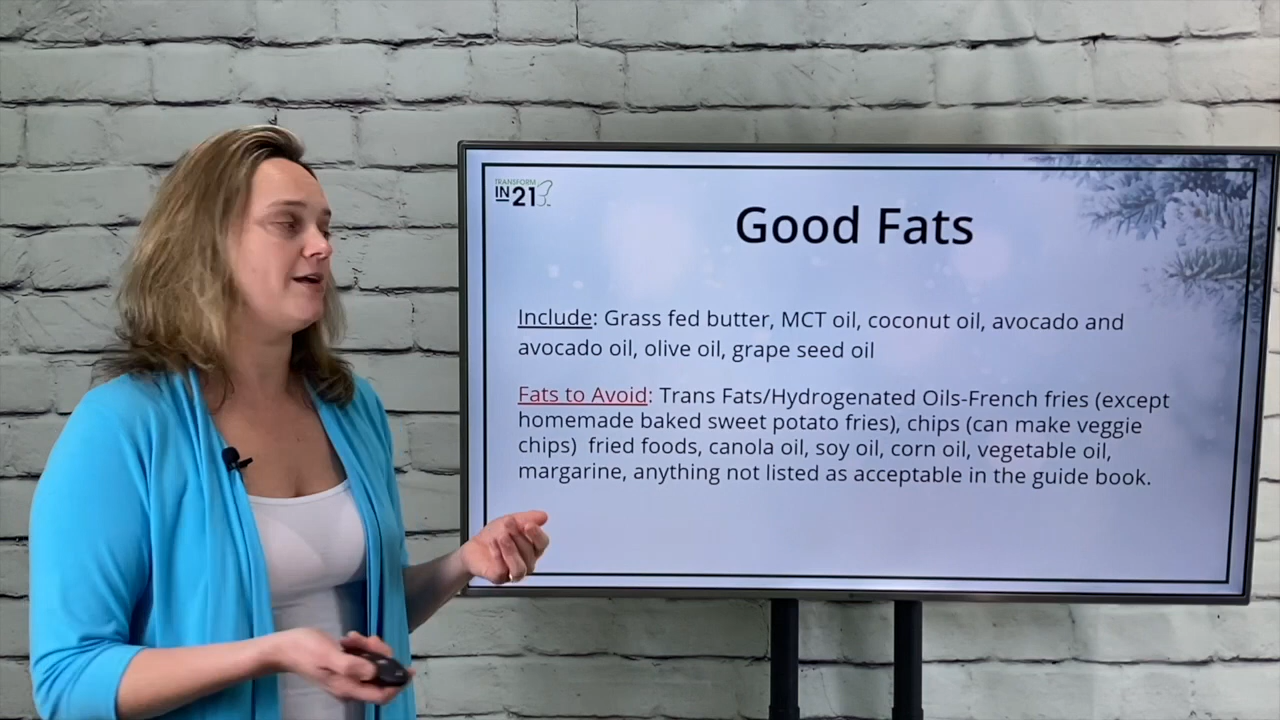 TRANSFORM
IN 21
Good Fats
Include: Grass fed butter, MCT oil, coconut oil, avocado and
avocado oil, olive oil, grape seed oil
Fats to Avoid: Trans Fats/Hydrogenated Oils-French fries (except
homemade baked sweet potato fries), chips (can make veggie
chips) fried foods, canola oil, soy oil, corn oil, vegetable oil,
margarine, anything not listed as acceptable in the guide book.